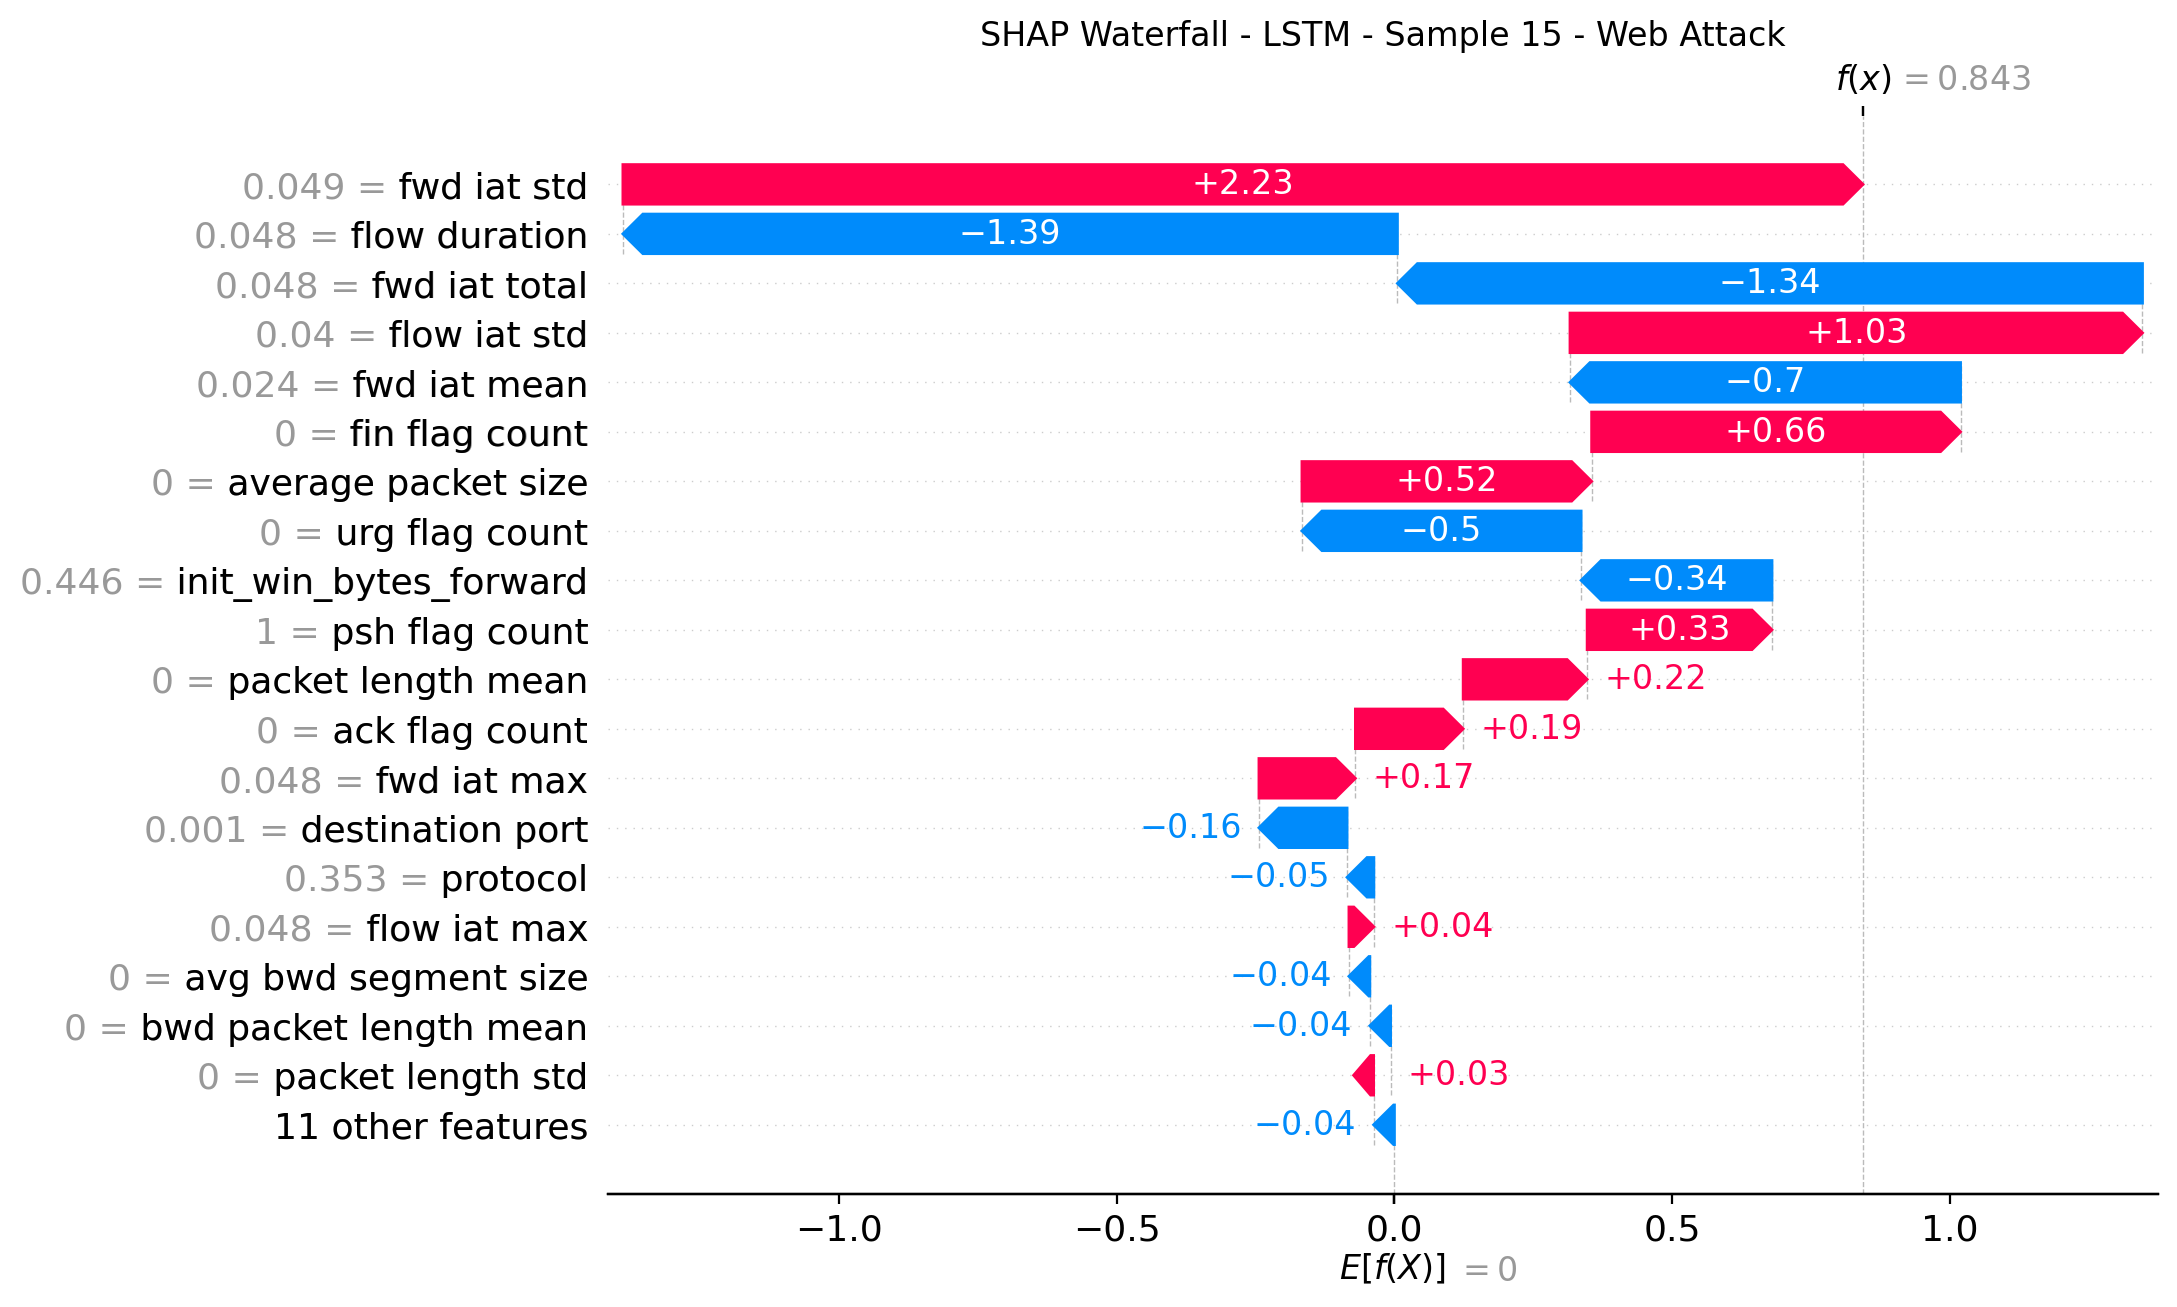 SHAP Waterfall - LSTM - Sample 15 - Web Attack
f(x) = 0.843
0.049 = fwd iat std +2.23
0.048 = flow duration −1.39
0.048 = fwd iat total −1.34
0.04 = flow iat std +1.03
0.024 = fwd iat mean −0.7
0 = fin flag count +0.66
0 = average packet size +0.52
0 = urg flag count −0.5
0.446 = init_win_bytes_forward −0.34
1 = psh flag count +0.33
0 = packet length mean +0.22
0 = ack flag count +0.19
0.048 = fwd iat max +0.17
0.001 = destination port −0.16
0.353 = protocol −0.05
0.048 = flow iat max +0.04
0 = avg bwd segment size −0.04
0 = bwd packet length mean −0.04
0 = packet length std +0.03
11 other features −0.04
−1.0 −0.5 0.0 0.5 1.0
E[f(X)] = 0